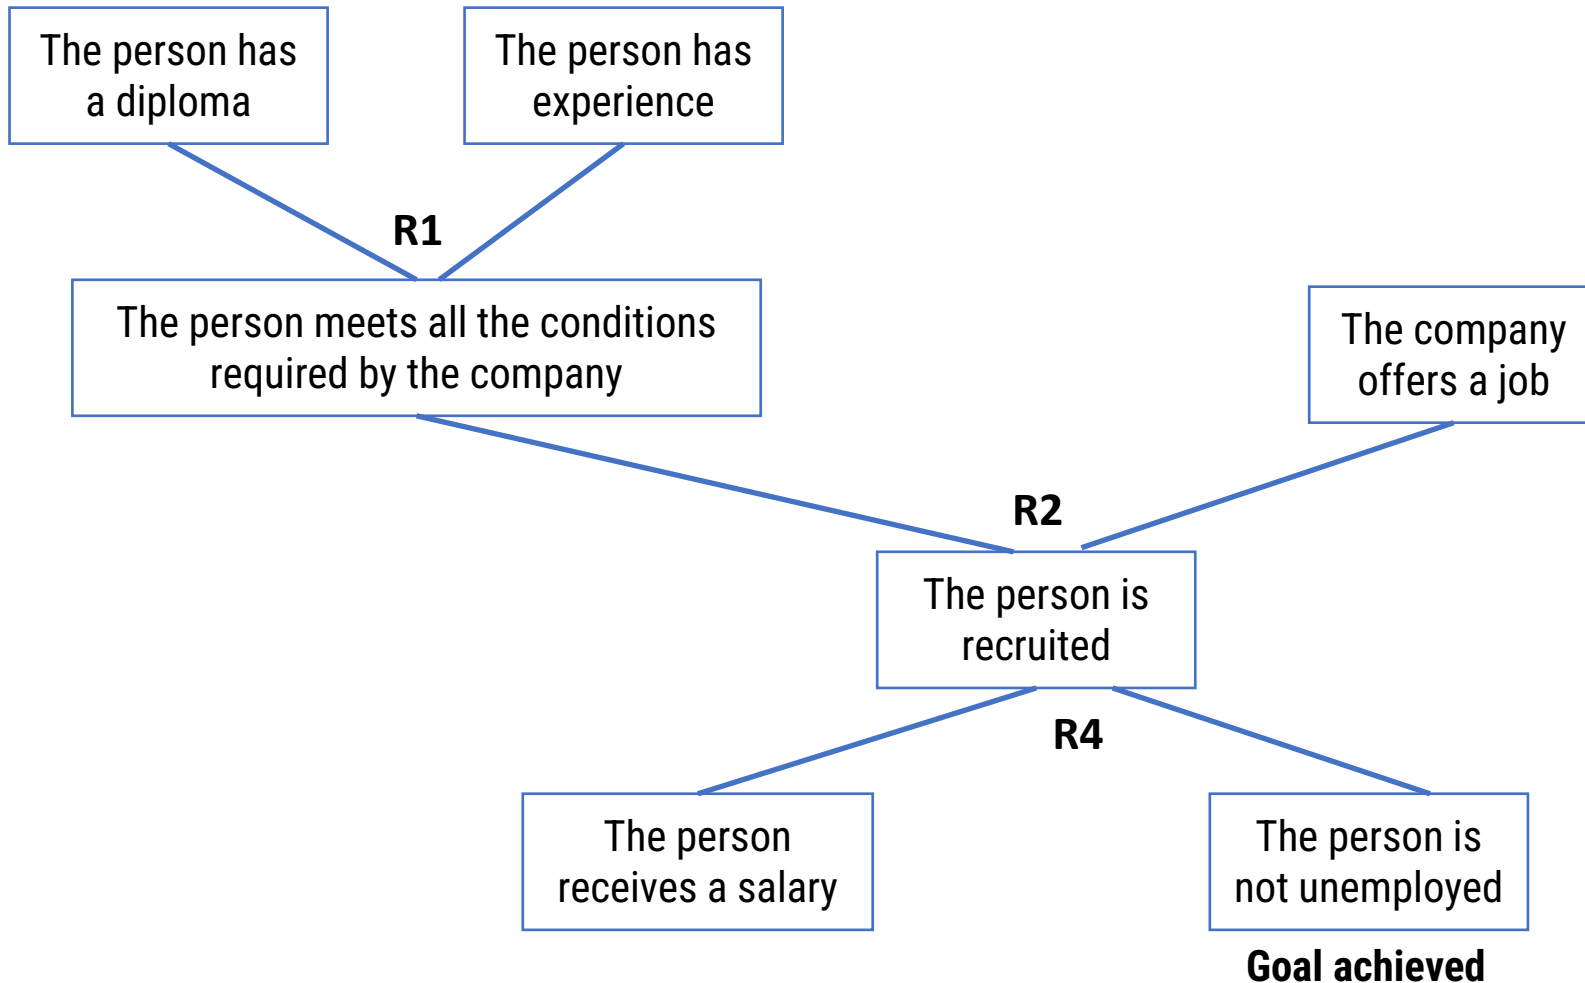 The person has
a diploma
The person has
experience
R1
The person meets all the conditions
required by the company
The company
offers a job
R2
The person is
recruited
R4
The person
receives a salary
The person is
not unemployed
Goal achieved